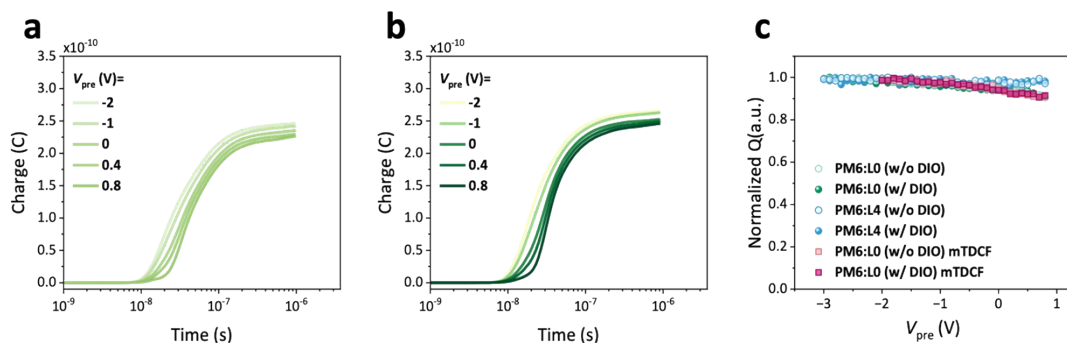 a
x10-10
3.5
3.0
2.5
2.0
1.5
1.0
0.5
0.0
Charge (C)
Vpre (V)=
-2
-1
0
0.4
0.8
10-9
10-8
10-7
10-6
Time (s)
b
x10-10
3.5
3.0
2.5
2.0
1.5
1.0
0.5
0.0
Charge (C)
Vpre (V)=
-2
-1
0
0.4
0.8
10-9
10-8
10-7
10-6
Time (s)
c
1.0
0.8
0.6
0.4
0.2
0.0
Normalized Q(a.u.)
PM6:L0 (w/o DIO)
PM6:L0 (w/ DIO)
PM6:L4 (w/o DIO)
PM6:L4 (w/ DIO)
PM6:L0 (w/o DIO) mTDCF
PM6:L0 (w/ DIO) mTDCF
−3
−2
−1
0
1
Vpre (V)